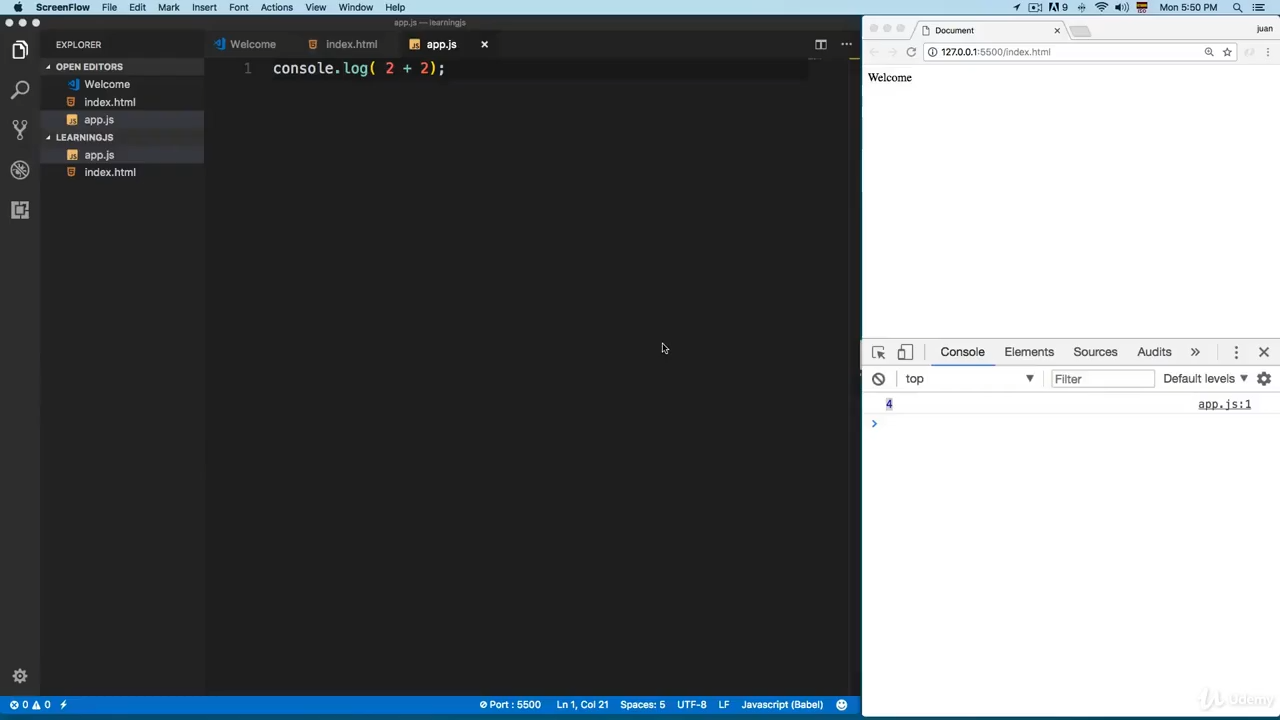 ScreenFlow File Edit Mark Insert Font Actions View Window Help 9 Mon 5:50 PM
app.js — learningjs
EXPLORER
OPEN EDITORS
Welcome
index.html
app.js
LEARNINGJS
app.js
index.html
Welcome index.html app.js
1 console.log( 2 + 2);
Document juan
127.0.0.1:5500/index.html
Welcome
Console Elements Sources Audits
top Filter Default levels
4 app.js:1
0 0 Port : 5500 Ln 1, Col 21 Spaces: 5 UTF-8 LF Javascript (Babel)
Udemy